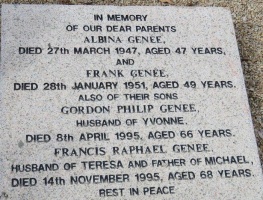 IN MEMORY
OF OUR DEAR PARENTS
ALBINA GENEE,
DIED 27th MARCH 1947, AGED 47 YEARS,
AND
FRANK GENEE,
DIED 28th JANUARY 1951, AGED 49 YEARS.
ALSO OF THEIR SONS
GORDON PHILIP GENEE
HUSBAND OF YVONNE.
DIED 8th APRIL 1995, AGED 66 YEARS.
FRANCIS RAPHAEL GENEE.
HUSBAND OF TERESA AND FATHER OF MICHAEL,
DIED 14th NOVEMBER 1995, AGED 68 YEARS.
REST IN PEACE